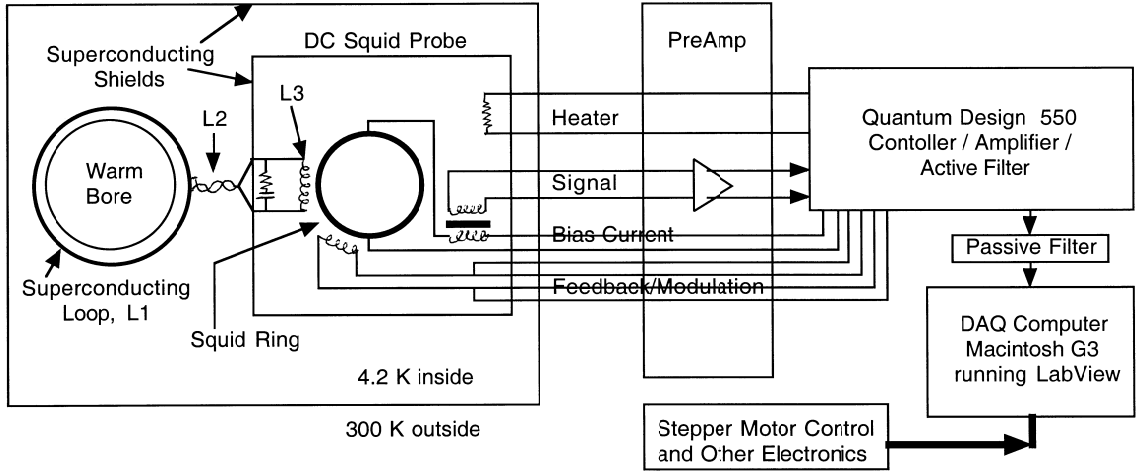 Superconducting
Shields
DC Squid Probe
PreAmp
L3
L2
Heater
Quantum Design 550
Contoller / Amplifier /
Active Filter
Warm
Bore
Signal
Bias Current
Passive Filter
Superconducting
Loop, L1
Feedback/Modulation
Squid Ring
DAQ Computer
Macintosh G3
running LabView
4.2 K inside
300 K outside
Stepper Motor Control
and Other Electronics